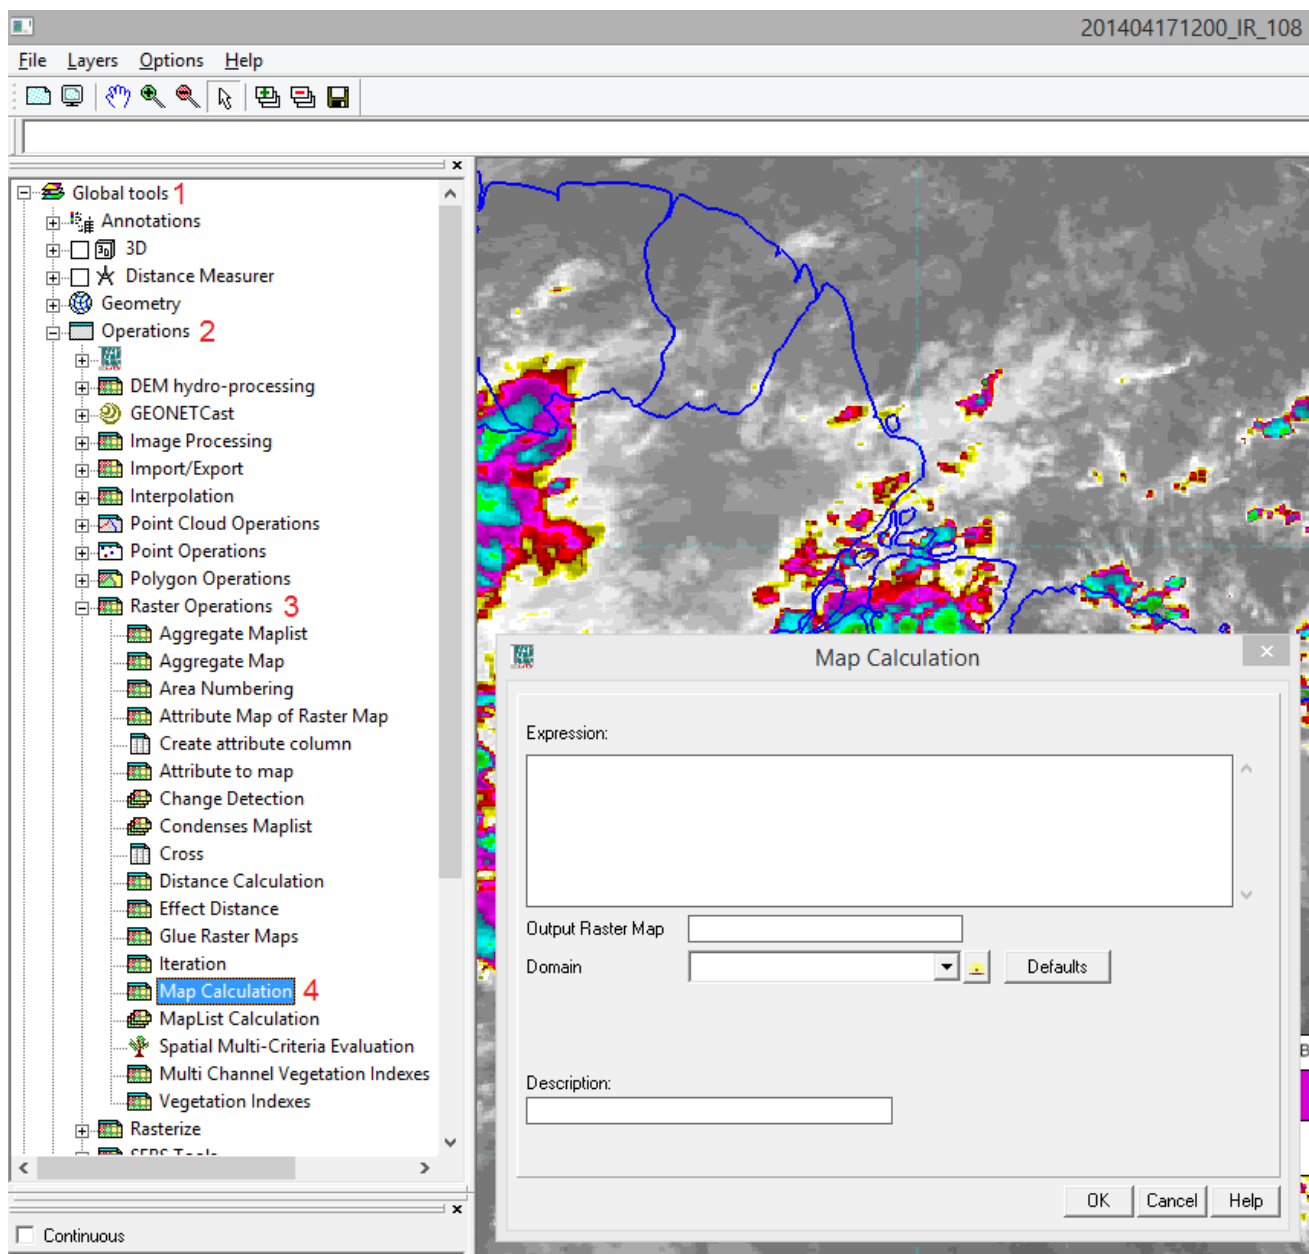 201404171200_IR_108
File Layers Options Help
Global tools 1
Annotations
3D
Distance Measurer
Geometry
Operations 2
DEM hydro-processing
GEONETCast
Image Processing
Import/Export
Interpolation
Point Cloud Operations
Point Operations
Polygon Operations
Raster Operations 3
Aggregate Maplist
Aggregate Map
Area Numbering
Attribute Map of Raster Map
Create attribute column
Attribute to map
Change Detection
Condenses Maplist
Cross
Distance Calculation
Effect Distance
Glue Raster Maps
Iteration
Map Calculation 4
MapList Calculation
Spatial Multi-Criteria Evaluation
Multi Channel Vegetation Indexes
Vegetation Indexes
Rasterize
SEBS Tools
Continuous
Map Calculation
Expression:
Output Raster Map
Domain
Defaults
Description:
OK Cancel Help